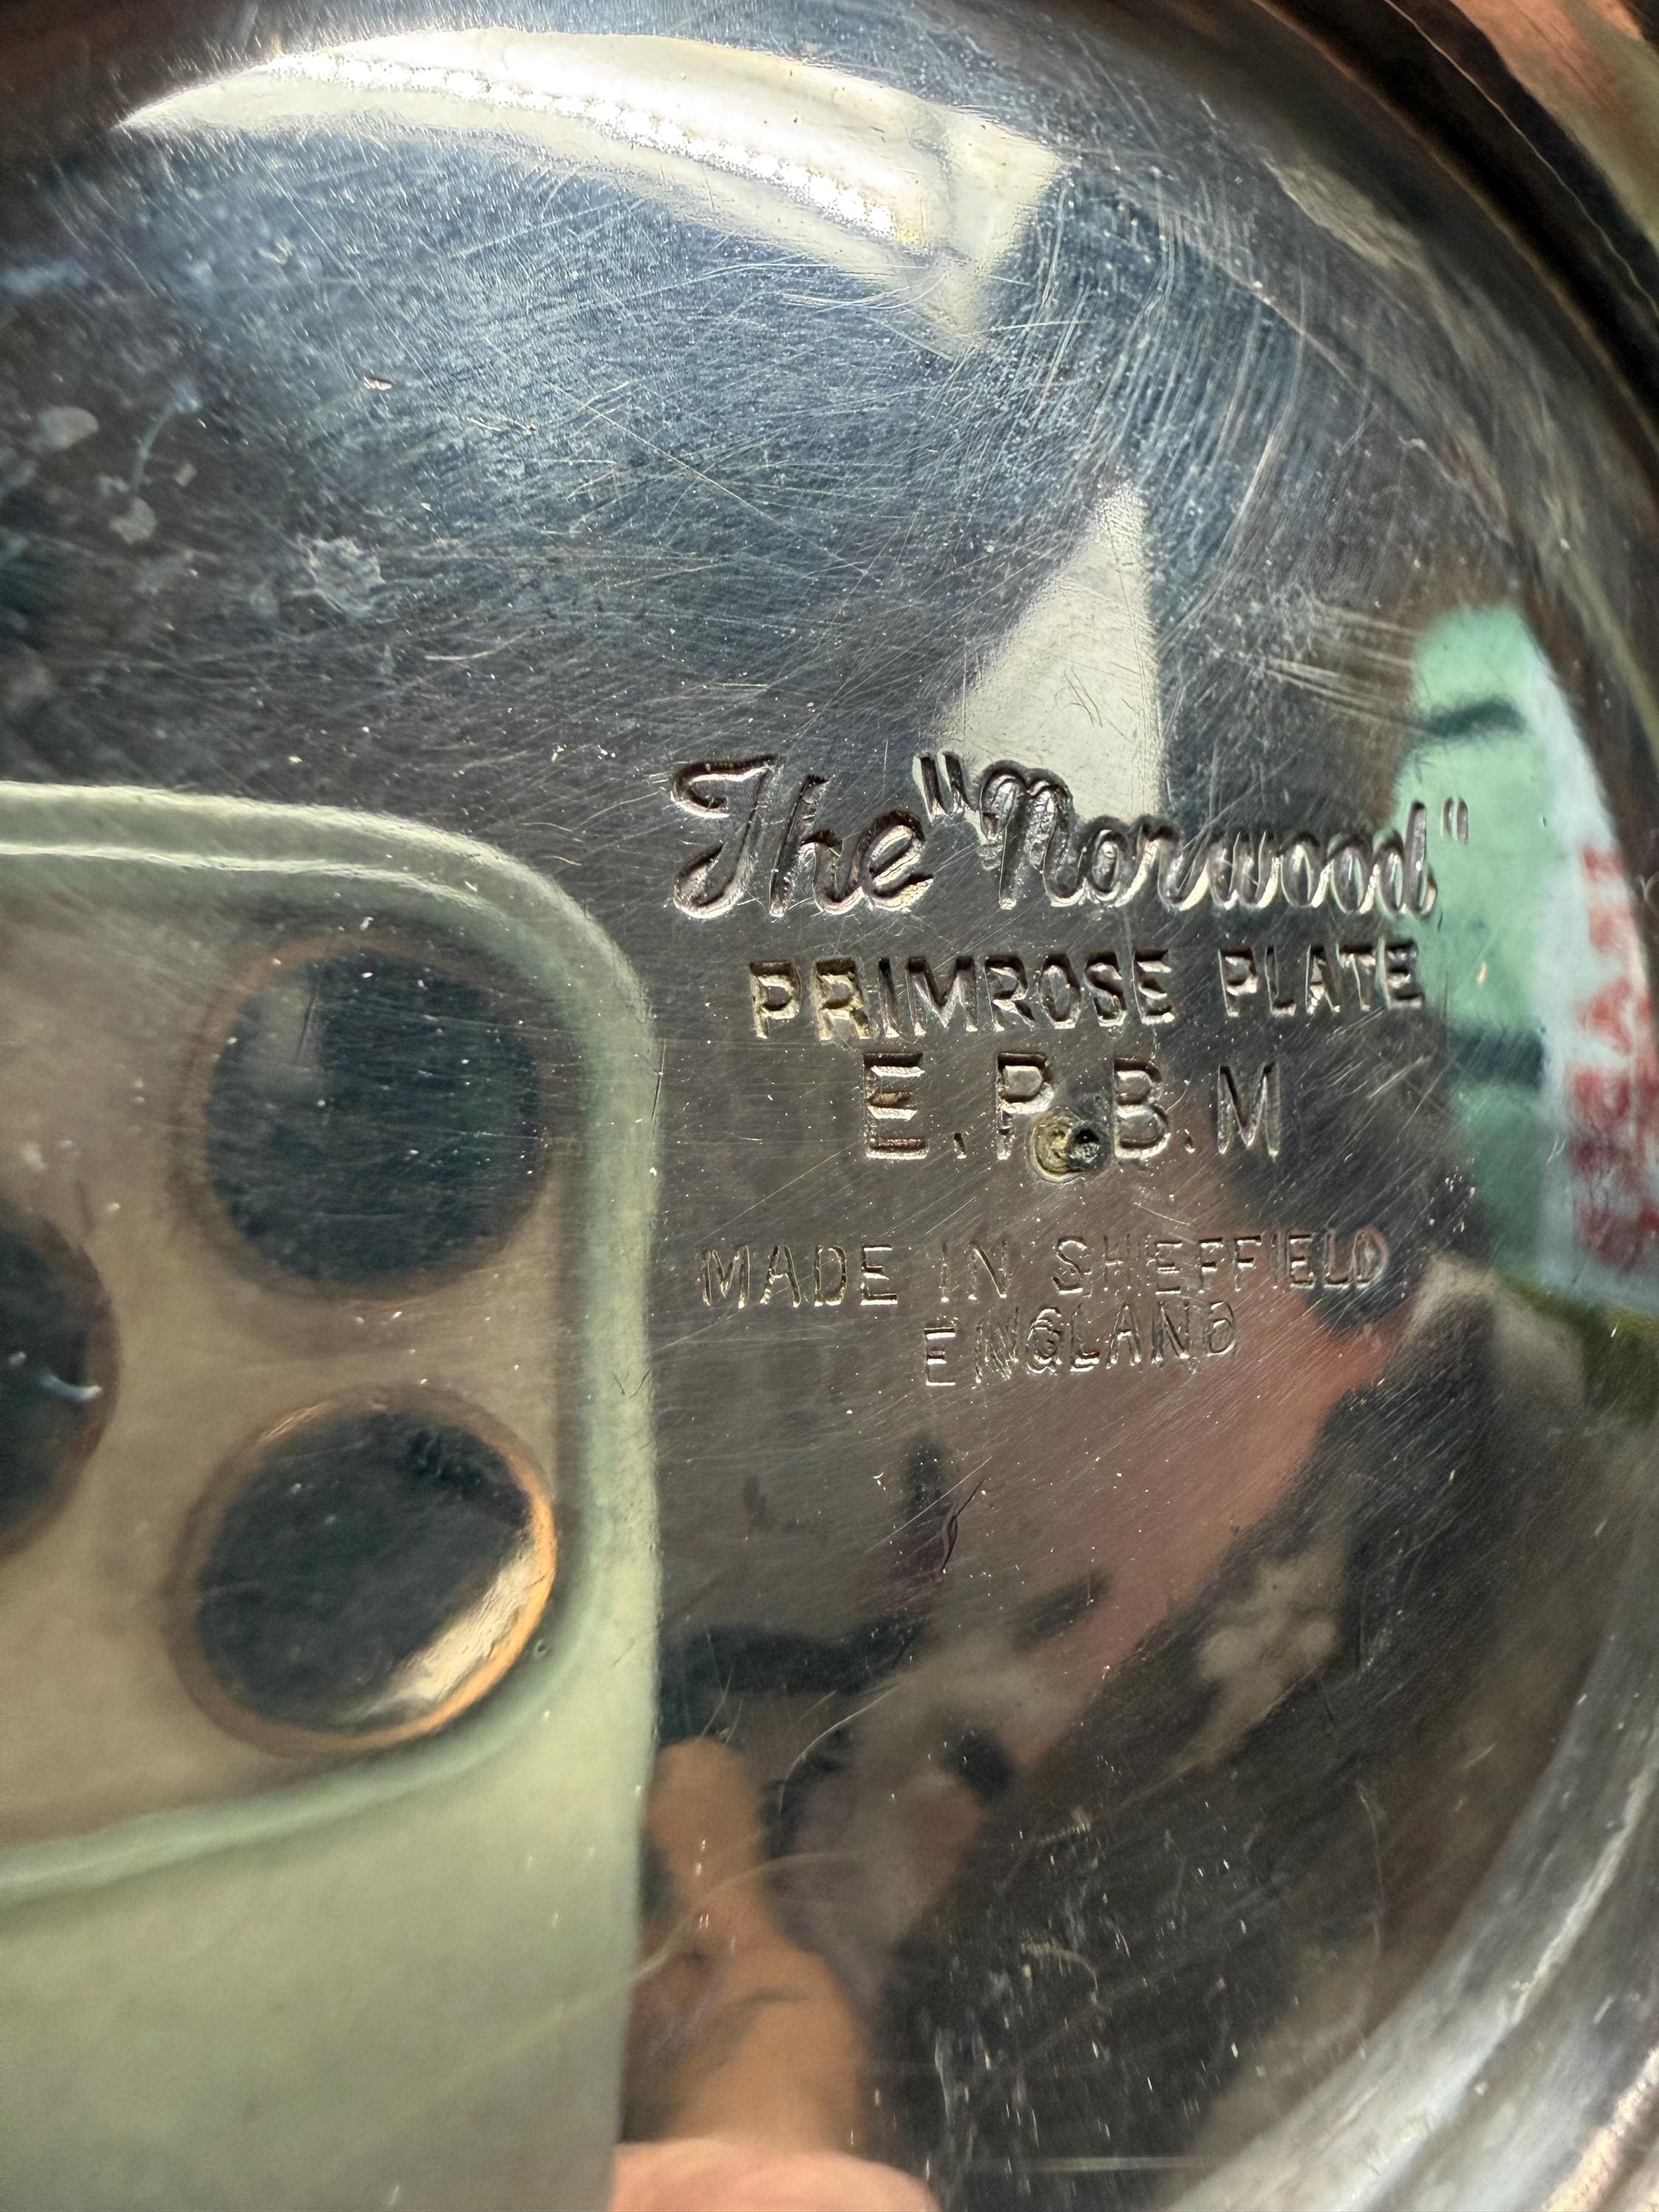 The "Norwood"
PRIMROSE PLATE
E.P.B.M
MADE IN SHEFFIELD
ENGLAND